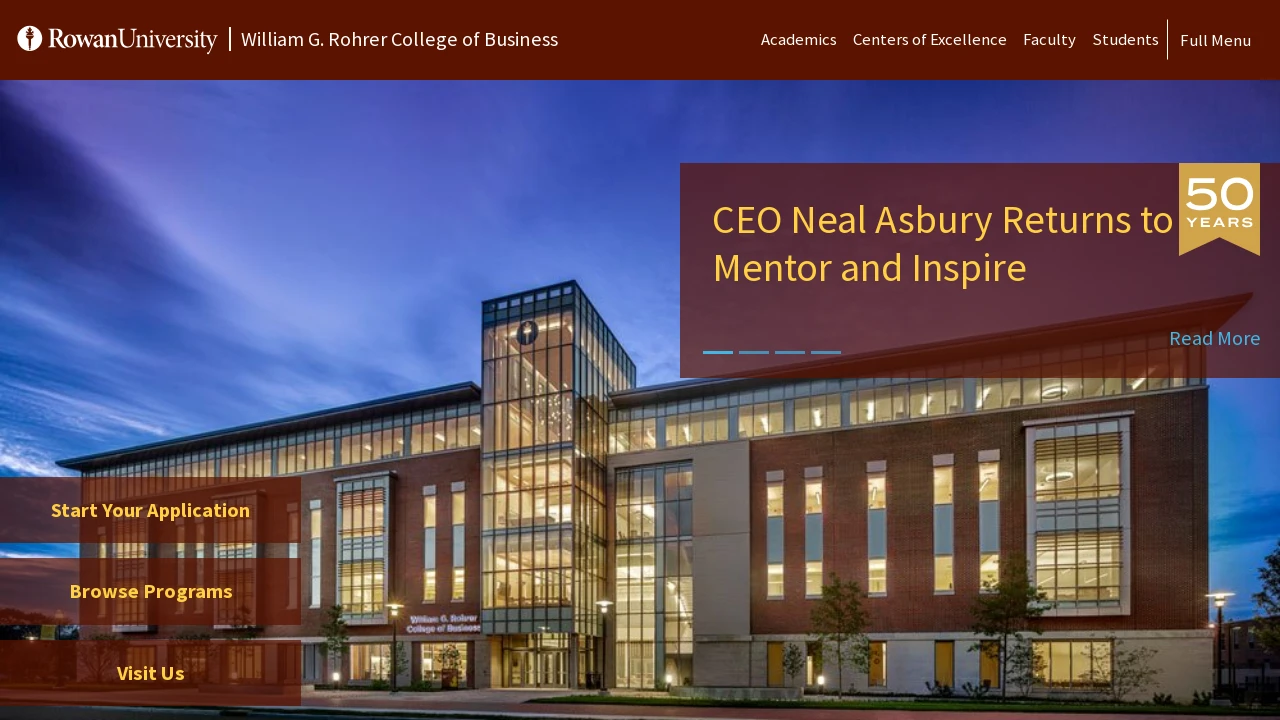 RowanUniversity
William G. Rohrer College of Business
Academics
Centers of Excellence
Faculty
Students
Full Menu
50
YEARS
CEO Neal Asbury Returns to
Mentor and Inspire
Read More
Start Your Application
Browse Programs
Visit Us
William G. Rohrer
College of Business